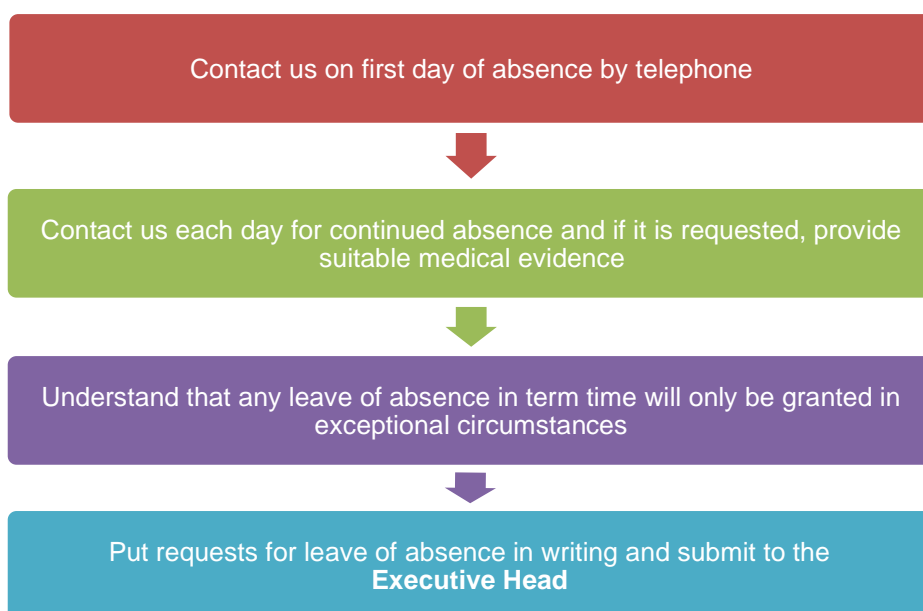 Contact us on first day of absence by telephone
Contact us each day for continued absence and if it is requested, provide
suitable medical evidence
Understand that any leave of absence in term time will only be granted in
exceptional circumstances
Put requests for leave of absence in writing and submit to the
Executive Head